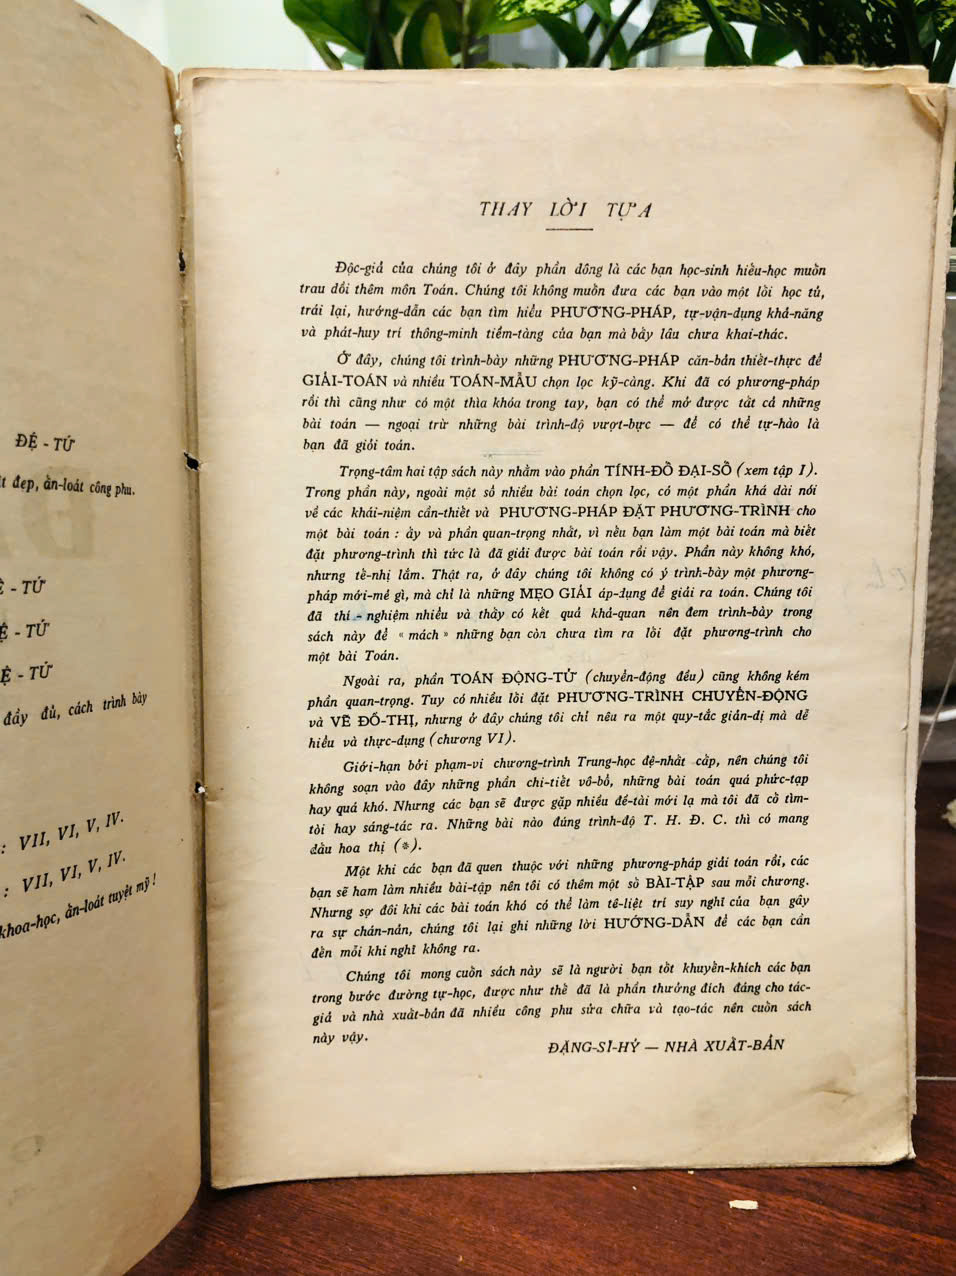 ĐỆ - TỨ
đẹp, ấn-loát công phu.
- TỨ
- TỨ
Ệ - TỨ
đầy đủ, cách trình bày
: VII, VI, V, IV.
: VII, VI, V, IV.
khoa-học, ấn-loát tuyệt mỹ !
THAY LỜI TỰA
Độc-giả của chúng tôi ở đây phần đông là các bạn học-sinh hiếu-học muốn
trau dồi thêm môn Toán. Chúng tôi không muốn đưa các bạn vào một lối học tủ,
trái lại, hướng-dẫn các bạn tìm hiểu PHƯƠNG-PHÁP, tự-vận-dụng khả-năng
và phát-huy trí thông-minh tiềm-tàng của bạn mà bấy lâu chưa khai-thác.
Ở đây, chúng tôi trình-bày những PHƯƠNG-PHÁP căn-bản thiết-thực để
GIẢI-TOÁN và nhiều TOÁN-MẪU chọn lọc kỹ-càng. Khi đã có phương-pháp
rồi thì cũng như có một thìa khóa trong tay, bạn có thể mở được tất cả những
bài toán — ngoại trừ những bài trình-độ vượt-bực — để có thể tự-hào là
bạn đã giỏi toán.
Trọng-tâm hai tập sách này nhằm vào phần TÍNH-ĐỐ ĐẠI-SỐ (xem tập I).
Trong phần này, ngoài một số nhiều bài toán chọn lọc, có một phần khá dài nói
về các khái-niệm cần-thiết và PHƯƠNG-PHÁP ĐẶT PHƯƠNG-TRÌNH cho
một bài toán : ấy và phần quan-trọng nhất, vì nếu bạn làm một bài toán mà biết
đặt phương-trình thì tức là đã giải được bài toán rồi vậy. Phần này không khó,
nhưng tế-nhị lắm. Thật ra, ở đây chúng tôi không có ý trình-bày một phương-
pháp mới-mẻ gì, mà chỉ là những MẸO GIẢI áp-dụng để giải ra toán. Chúng tôi
đã thí - nghiệm nhiều và thấy có kết quả khả-quan nên đem trình-bày trong
sách này để « mách » những bạn còn chưa tìm ra lối đặt phương-trình cho
một bài Toán.
Ngoài ra, phần TOÁN ĐỘNG-TỬ (chuyển-động đều) cũng không kém
phần quan-trọng. Tuy có nhiều lối đặt PHƯƠNG-TRÌNH CHUYỂN-ĐỘNG
và VẼ ĐỒ-THỊ, nhưng ở đây chúng tôi chỉ nêu ra một quy-tắc giản-dị mà dễ
hiểu và thực-dụng (chương VI).
Giới-hạn bởi phạm-vi chương-trình Trung-học đệ-nhất cấp, nên chúng tôi
không soạn vào đây những phần chi-tiết vô-bổ, những bài toán quá phức-tạp
hay quá khó. Nhưng các bạn sẽ được gặp nhiều đề-tài mới lạ mà tôi đã cố tìm-
tòi hay sáng-tác ra. Những bài nào đúng trình-độ T. H. Đ. C. thì có mang
dấu hoa thị (*).
Một khi các bạn đã quen thuộc với những phương-pháp giải toán rồi, các
bạn sẽ ham làm nhiều bài-tập nên tôi có thêm một số BÀI-TẬP sau mỗi chương.
Nhưng sợ đôi khi các bài toán khó có thể làm tê-liệt trí suy nghĩ của bạn gây
ra sự chán-nản, chúng tôi lại ghi những lời HƯỚNG-DẪN để các bạn cần
đến mỗi khi nghĩ không ra.
Chúng tôi mong cuốn sách này sẽ là người bạn tốt khuyến-khích các bạn
trong bước đường tự-học, được như thế đã là phần thưởng đích đáng cho tác-
giả và nhà xuất-bản đã nhiều công phu sửa chữa và tạo-tác nên cuốn sách
này vậy.
ĐẶNG-SĨ-HỶ — NHÀ XUẤT-BẢN